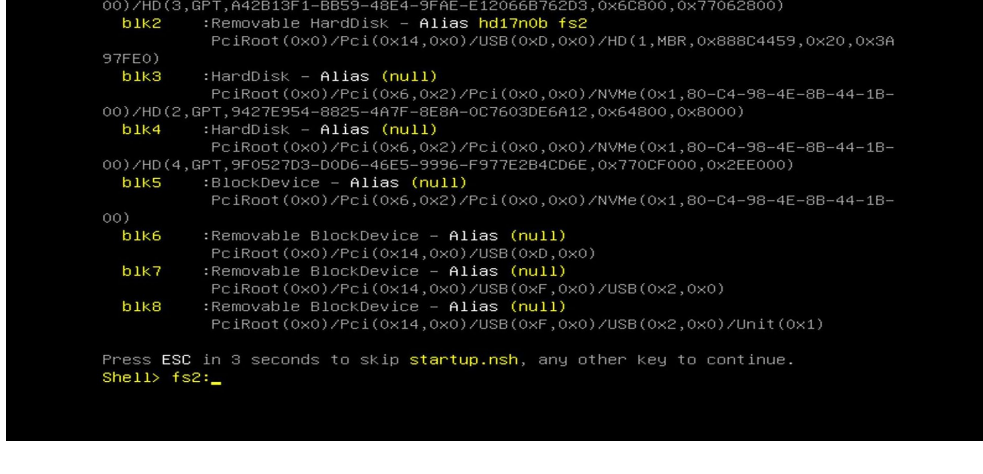 00)/HD(3,GPT,A42B13F1-BB59-48E4-9FAE-E12066B762D3,0x6C800,0x77062800)
blk2 :Removable HardDisk - Alias hd17n0b fs2
PciRoot(0x0)/Pci(0x14,0x0)/USB(0xD,0x0)/HD(1,MBR,0x888C4459,0x20,0x3A
97FE0)
blk3 :HardDisk - Alias (null)
PciRoot(0x0)/Pci(0x6,0x2)/Pci(0x0,0x0)/NVMe(0x1,80-C4-98-4E-8B-44-1B-
00)/HD(2,GPT,9427E954-8825-4A7F-8E8A-0C7603DE6A12,0x64800,0x8000)
blk4 :HardDisk - Alias (null)
PciRoot(0x0)/Pci(0x6,0x2)/Pci(0x0,0x0)/NVMe(0x1,80-C4-98-4E-8B-44-1B-
00)/HD(4,GPT,9F0527D3-D0D6-46E5-9996-F977E2B4CD6E,0x770CF000,0x2EE000)
blk5 :BlockDevice - Alias (null)
PciRoot(0x0)/Pci(0x6,0x2)/Pci(0x0,0x0)/NVMe(0x1,80-C4-98-4E-8B-44-1B-
00)
blk6 :Removable BlockDevice - Alias (null)
PciRoot(0x0)/Pci(0x14,0x0)/USB(0xD,0x0)
blk7 :Removable BlockDevice - Alias (null)
PciRoot(0x0)/Pci(0x14,0x0)/USB(0xF,0x0)/USB(0x2,0x0)
blk8 :Removable BlockDevice - Alias (null)
PciRoot(0x0)/Pci(0x14,0x0)/USB(0xF,0x0)/USB(0x2,0x0)/Unit(0x1)
Press ESC in 3 seconds to skip startup.nsh, any other key to continue.
Shell> fs2:_